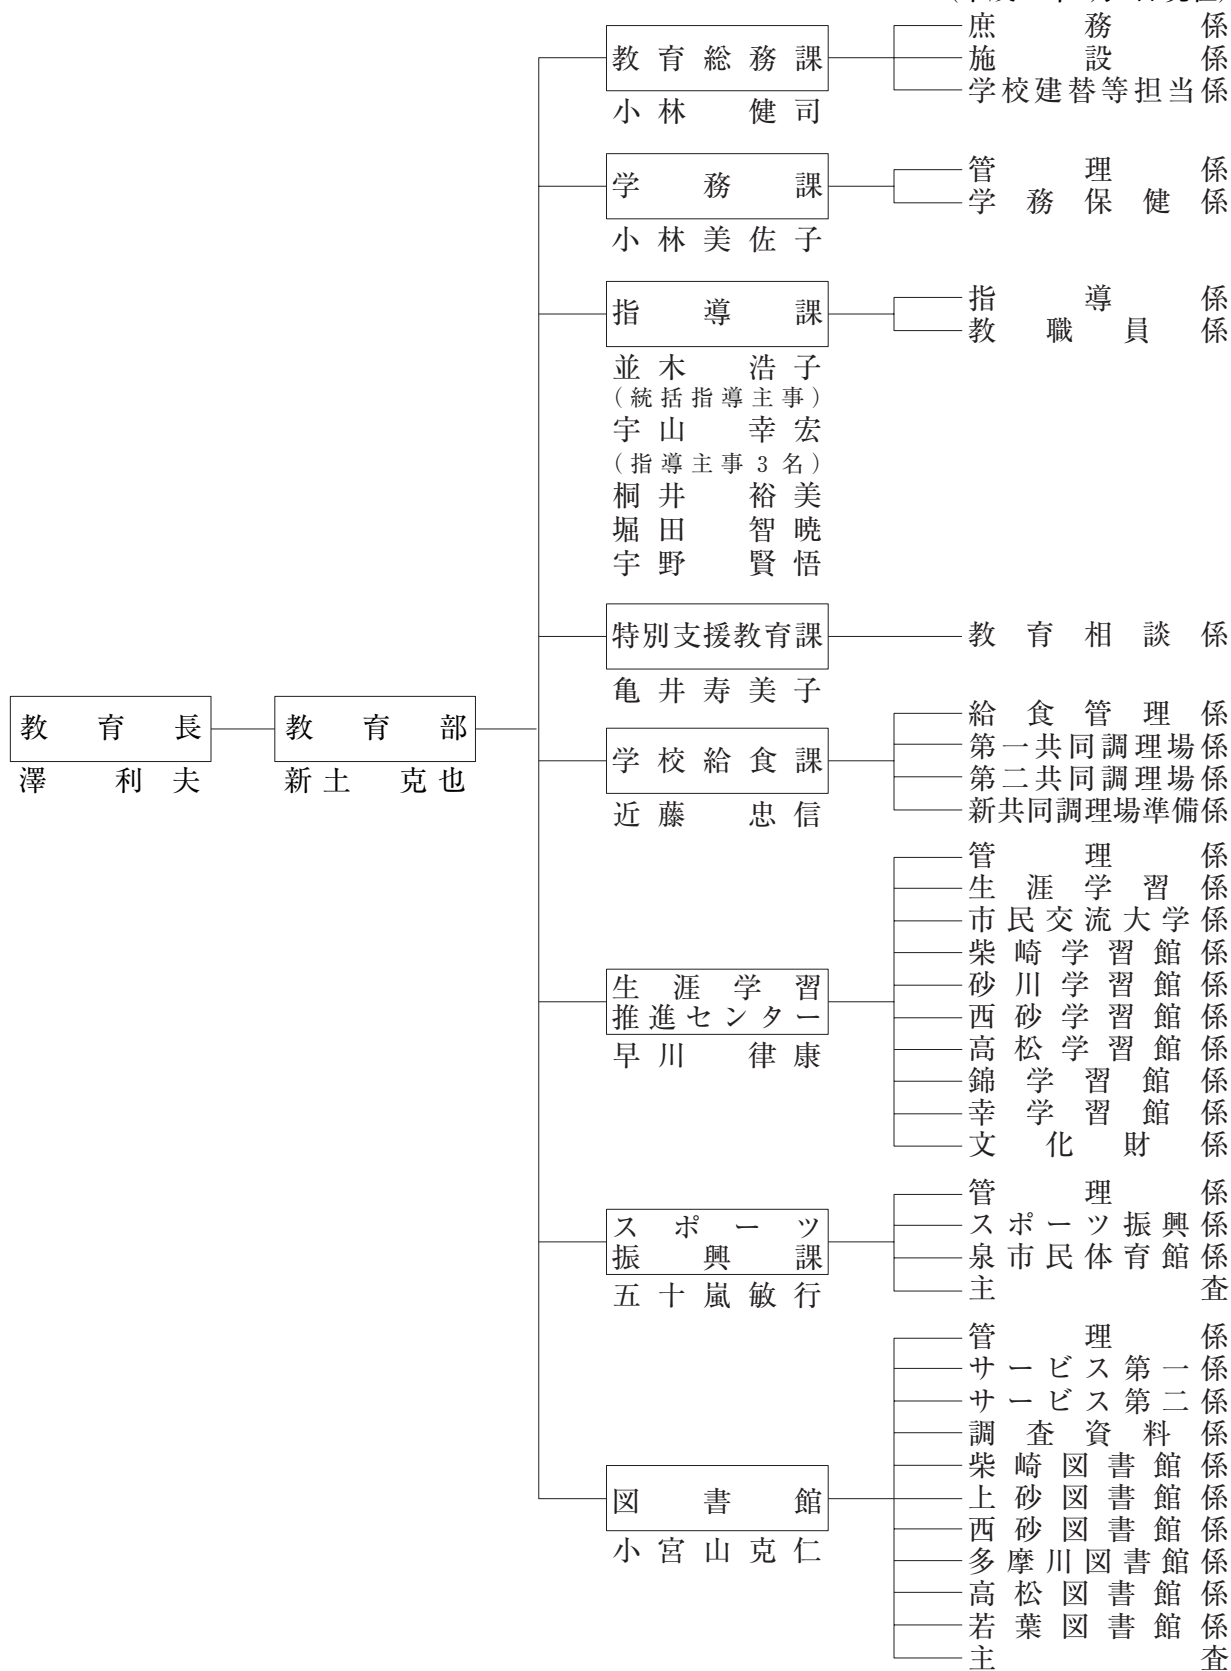 教育長
澤利夫
教育部
新土克也
教育総務課
小林健司
庶務係
施設係
学校建替等担当係
学務課
小林美佐子
管理係
学務保健係
指導課
並木浩子
(統括指導主事)
宇山幸宏
(指導主事3名)
桐井裕美
堀田智暁
宇野賢悟
指導係
教職員係
特別支援教育課
亀井寿美子
教育相談係
学校給食課
近藤忠信
給食管理係
第一共同調理場係
第二共同調理場係
新共同調理場準備係
生涯学習
推進センター
早川律康
管理係
生涯学習係
市民交流大学係
柴崎学習館係
砂川学習館係
西砂学習館係
高松学習館係
錦学習館係
幸学習館係
文化財係
スポーツ
振興課
五十嵐敏行
管理係
スポーツ振興係
泉市民体育館係
主査
図書館
小宮山克仁
管理係
サービス第一係
サービス第二係
調査資料係
柴崎図書館係
上砂図書館係
西砂図書館係
多摩川図書館係
高松図書館係
若葉図書館係
主査